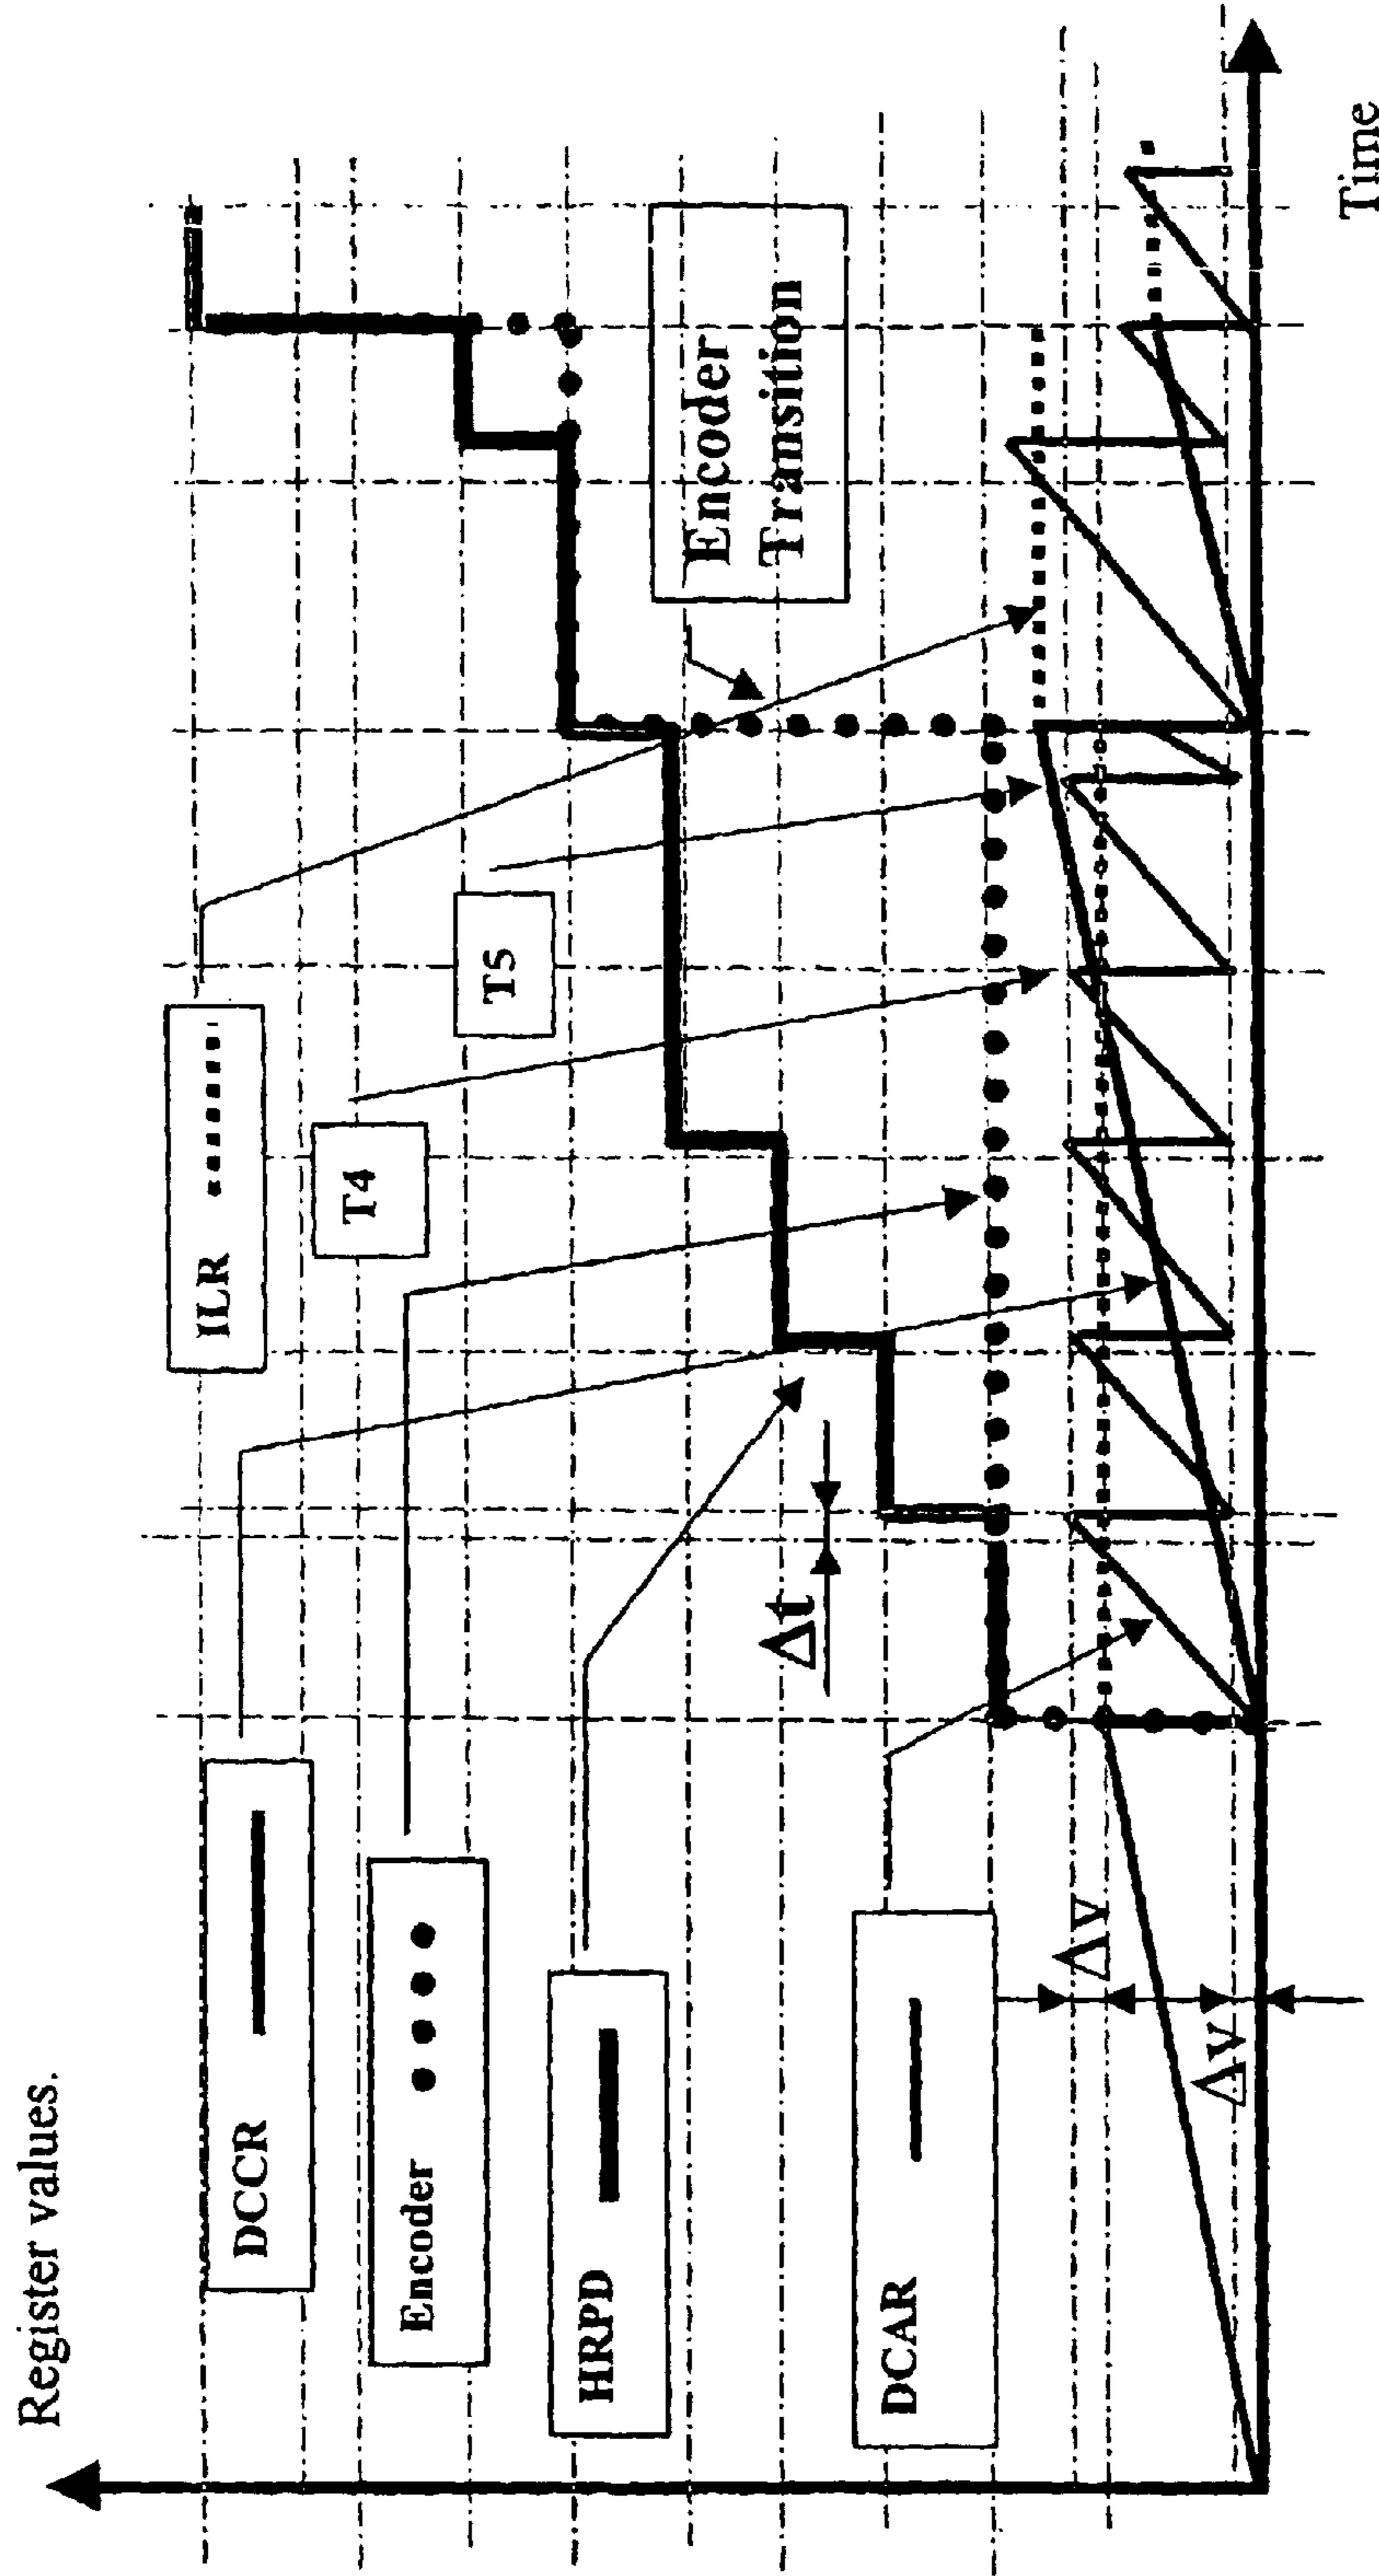 Register values.
DCCR
Encoder
HRPD
DCAR
ILR
T4
T5
Δt
Δv
Δv
Encoder
Transition
Time